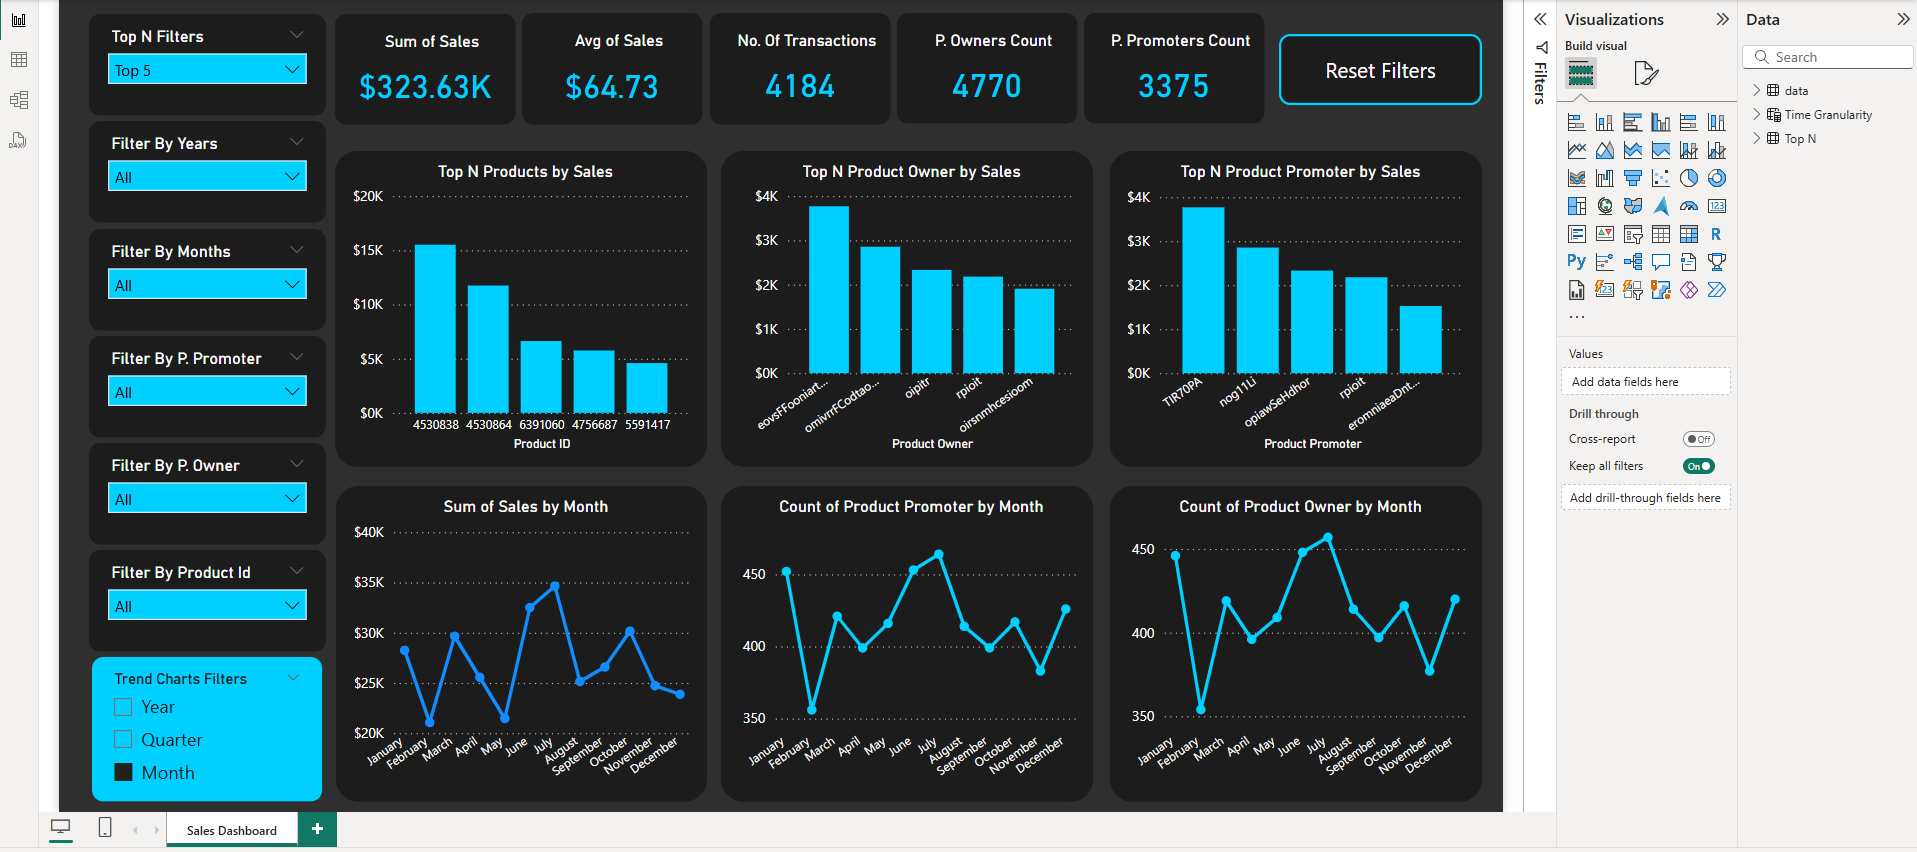 Top N Filters
Top 5
Filter By Years
All
Filter By Months
All
Filter By P. Promoter
All
Filter By P. Owner
All
Filter By Product Id
All
Trend Charts Filters
Year
Quarter
Month
Sum of Sales
$323.63K
Avg of Sales
$64.73
No. Of Transactions
4184
P. Owners Count
4770
P. Promoters Count
3375
Reset Filters
Top N Products by Sales
$20K
$15K
$10K
$5K
$0K
4530838 4530864 6391060 4756687 5591417
Product ID
Top N Product Owner by Sales
$4K
$3K
$2K
$1K
$0K
eovsFFooniart... omivrrFCodtao... oipitr rpioit oirsnmhcesioom
Product Owner
Top N Product Promoter by Sales
$4K
$3K
$2K
$1K
$0K
TIR70PA nog11Li opiawSeHdhor rpioit eromniaeaDnt...
Product Promoter
Sum of Sales by Month
$40K
$35K
$30K
$25K
$20K
January February March April May June July August September October November December
Count of Product Promoter by Month
450
400
350
January February March April May June July August September October November December
Count of Product Owner by Month
450
400
350
January February March April May June July August September October November December
Sales Dashboard
Filters
Visualizations
Build visual
123
R
Py
123
...
Values
Add data fields here
Drill through
Cross-report
Off
Keep all filters
On
Add drill-through fields here
Data
Search
data
Time Granularity
Top N
DAX